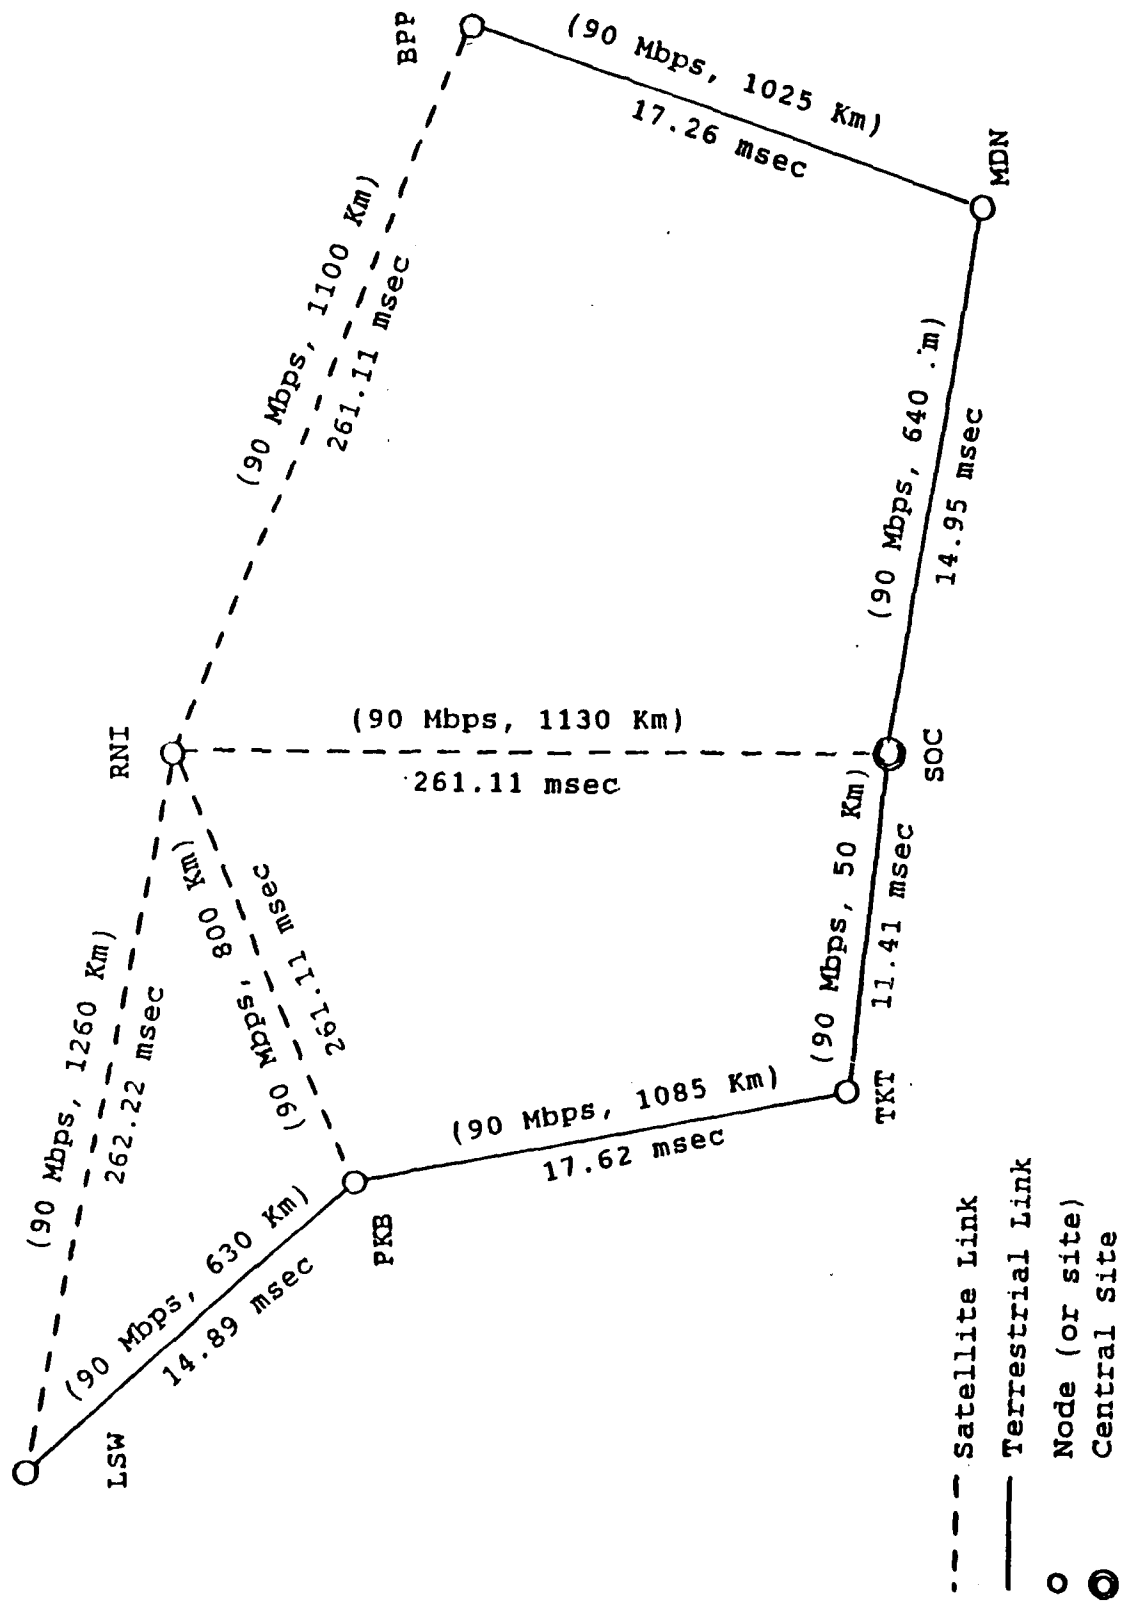 BPP
(90 Mbps, 1025 Km)
17.26 msec
MDN
(90 Mbps, 1100 Km)
261.11 msec
(90 Mbps, 640 .m)
14.95 msec
RNI
(90 Mbps, 1130 Km)
261.11 msec
SOC
(90 Mbps, 1260 Km)
262.22 msec
(90 Mbps, 800 Km)
261.11 msec
(90 Mbps, 50 Km)
11.41 msec
TKT
(90 Mbps, 1085 Km)
17.62 msec
PKB
(90 Mbps, 630 Km)
14.89 msec
LSW
Satellite Link
Terrestrial Link
Node (or site)
Central site